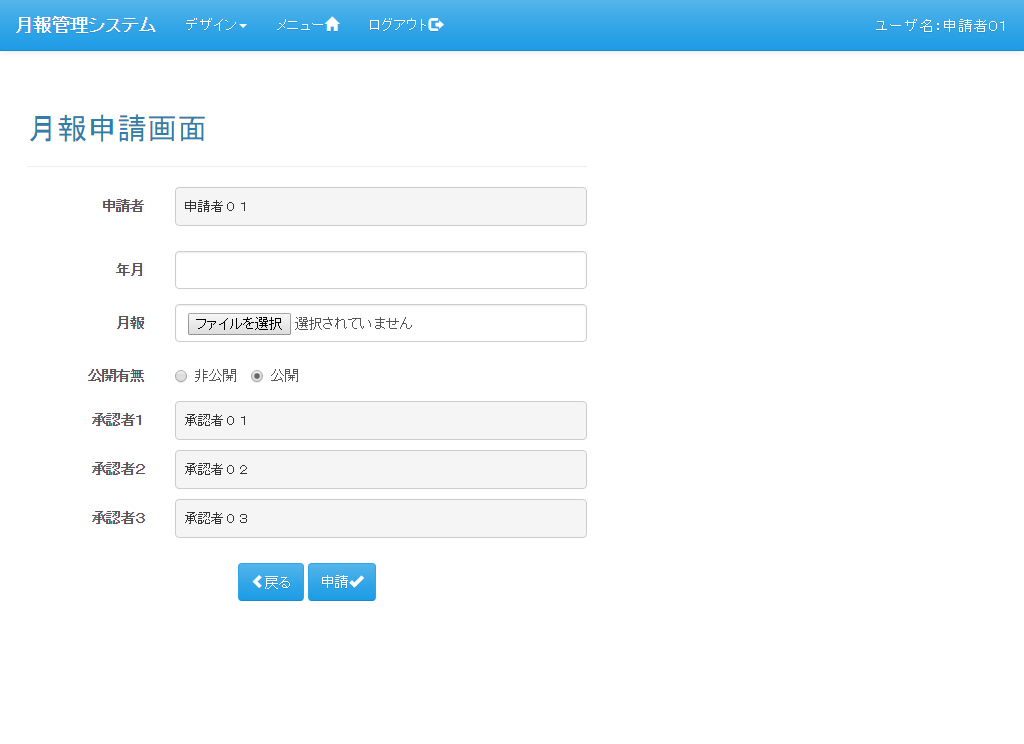 月報管理システム デザイン メニュー ログアウト ユーザ名:申請者01
月報申請画面
申請者 申請者０１
年月
月報 ファイルを選択 選択されていません
公開有無 非公開 公開
承認者1 承認者０１
承認者2 承認者０２
承認者3 承認者０３
戻る 申請